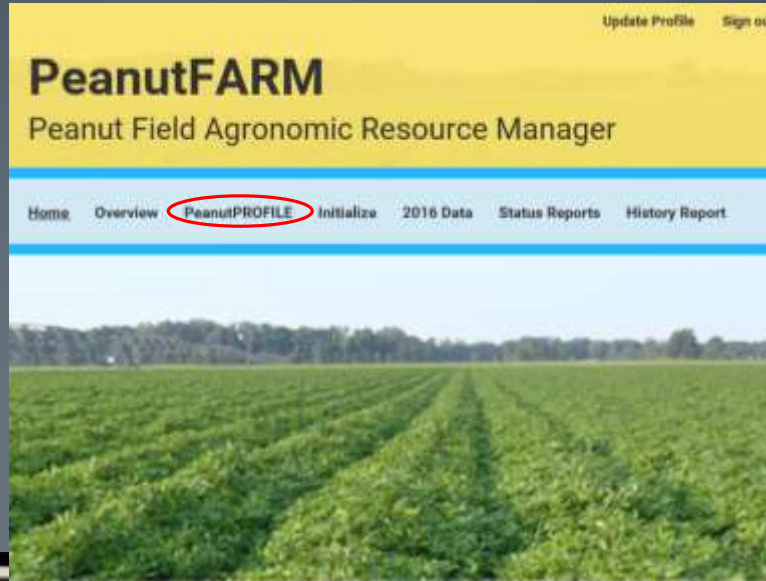 Update Profile Sign ou
PeanutFARM
Peanut Field Agronomic Resource Manager
Home Overview PeanutPROFILE Initialize 2016 Data Status Reports History Report